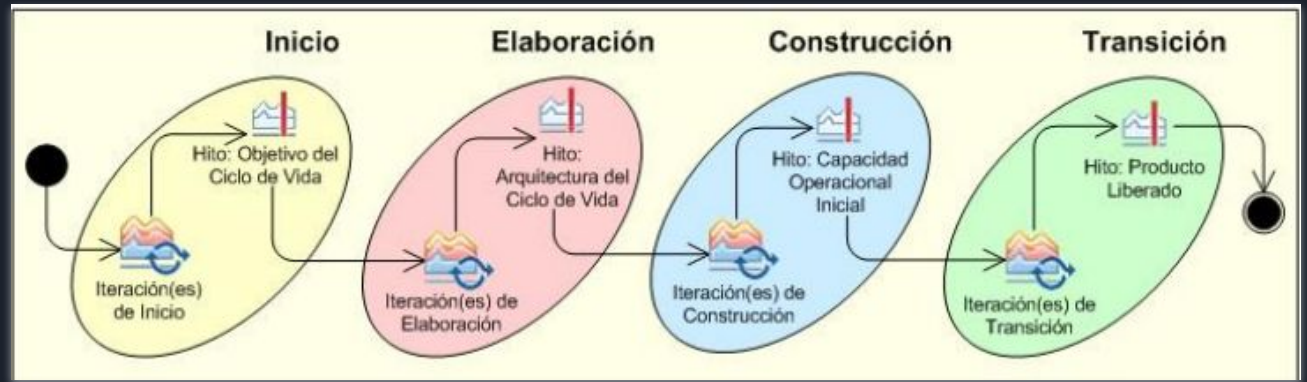 Inicio
Elaboración
Construcción
Transición
Hito: Objetivo del
Ciclo de Vida
Iteración(es)
de Inicio
Hito:
Arquitectura del
Ciclo de Vida
Iteración(es) de
Elaboración
Hito: Capacidad
Operacional
Inicial
Iteración(es) de
Construcción
Hito: Producto
Liberado
Iteración(es) de
Transición